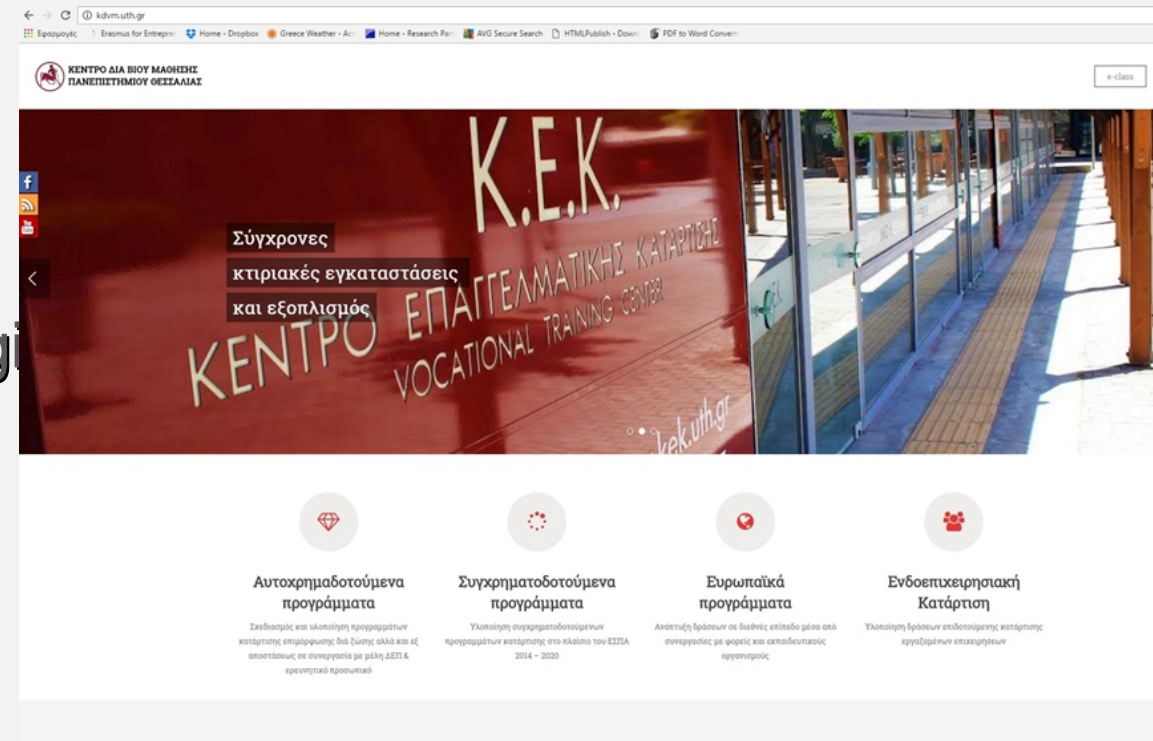 kdvm.uth.gr
Εφαρμογές
Erasmus for Entrepre
Home - Dropbox
Greece Weather - Acc
Home - Research Par
AVG Secure Search
HTMLPublish - Down
PDF to Word Convert
ΚΕΝΤΡΟ ΔΙΑ ΒΙΟΥ ΜΑΘΗΣΗΣ
ΠΑΝΕΠΙΣΤΗΜΙΟΥ ΘΕΣΣΑΛΙΑΣ
e-class
Κ.Ε.Κ.
ΚΕΝΤΡΟ ΕΠΑΓΓΕΛΜΑΤΙΚΗΣ ΚΑΤΑΡΤΙΣΗΣ
VOCATIONAL TRAINING CENTER
kek.uth.gr
Σύγχρονες
κτιριακές εγκαταστάσεις
και εξοπλισμός
gi
Αυτοχρημαδοτούμενα
προγράμματα
Σχεδιασμός και υλοποίηση προγραμμάτων
κατάρτισης επιμόρφωσης διά ζώσης αλλά και εξ
αποστάσεως σε συνεργασία με μέλη ΔΕΠ &
ερευνητικό προσωπικό
Συγχρηματοδοτούμενα
προγράμματα
Υλοποίηση συγχρηματοδοτούμενων
προγραμμάτων κατάρτισης στο πλαίσιο του ΕΣΠΑ
2014 – 2020
Ευρωπαϊκά
προγράμματα
Ανάπτυξη δράσεων σε διεθνές επίπεδο μέσα από
συνεργασίες με φορείς και εκπαιδευτικούς
οργανισμούς
Ενδοεπιχειρησιακή
Κατάρτιση
Υλοποίηση δράσεων επιδοτούμενης κατάρτισης
εργαζομένων επιχειρήσεων